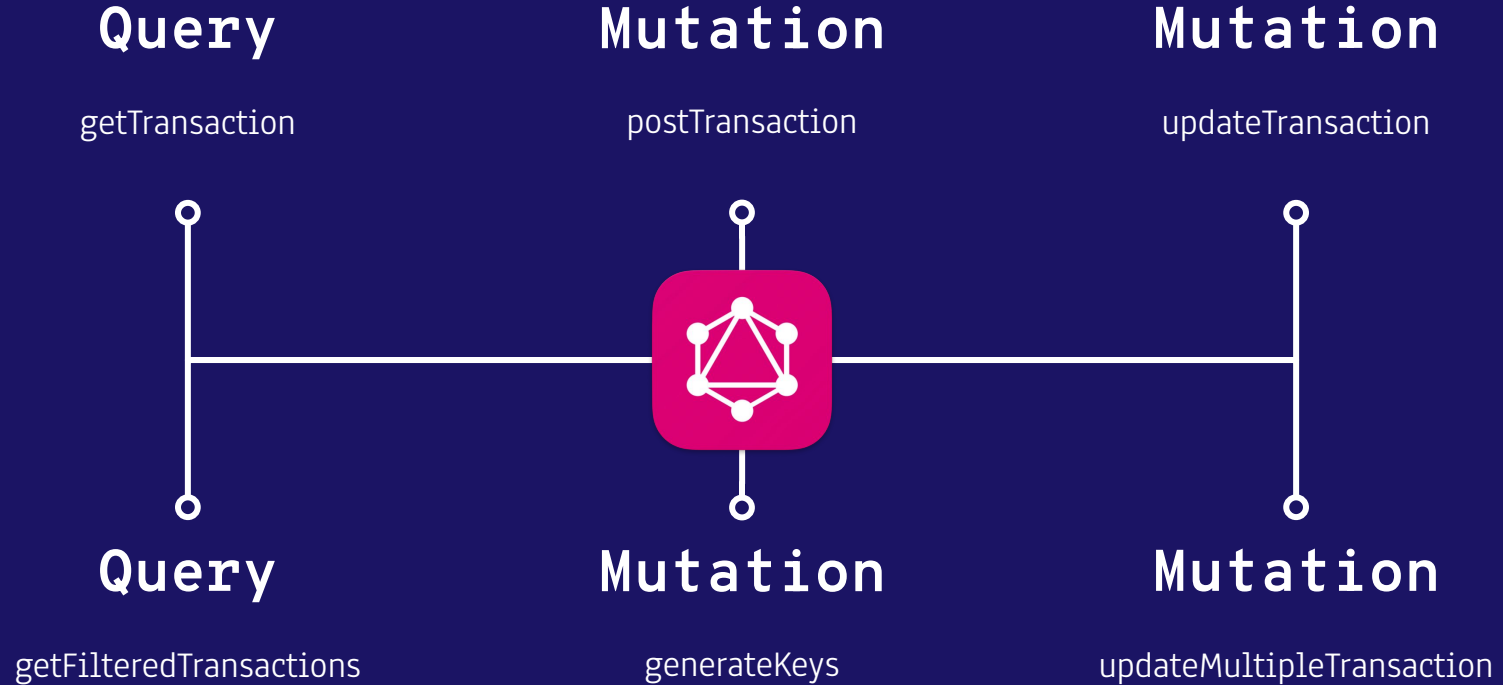 Query
Mutation
Mutation
getTransaction
postTransaction
updateTransaction
Query
Mutation
Mutation
getFilteredTransactions
generateKeys
updateMultipleTransaction